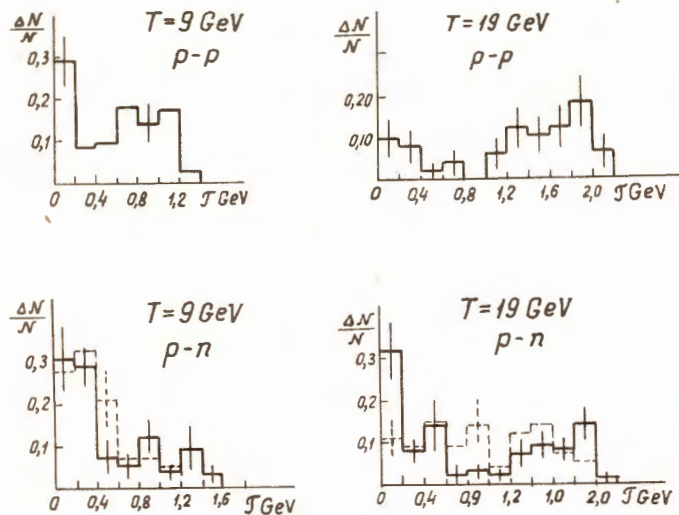 ΔN/N
T=9 GeV
p-p
0,3
0,2
0,1
0 0,4 0,8 1,2 𝒯 GeV
ΔN/N
T=19 GeV
p-p
0,20
0,10
0 0,4 0,8 1,2 1,6 2,0 𝒯 GeV
ΔN/N
T=9 GeV
p-n
0,3
0,2
0,1
0 0,4 0,8 1,2 1,6 𝒯 GeV
ΔN/N
T=19 GeV
p-n
0,3
0,2
0,1
0 0,4 0,9 1,2 1,6 2,0 𝒯 GeV